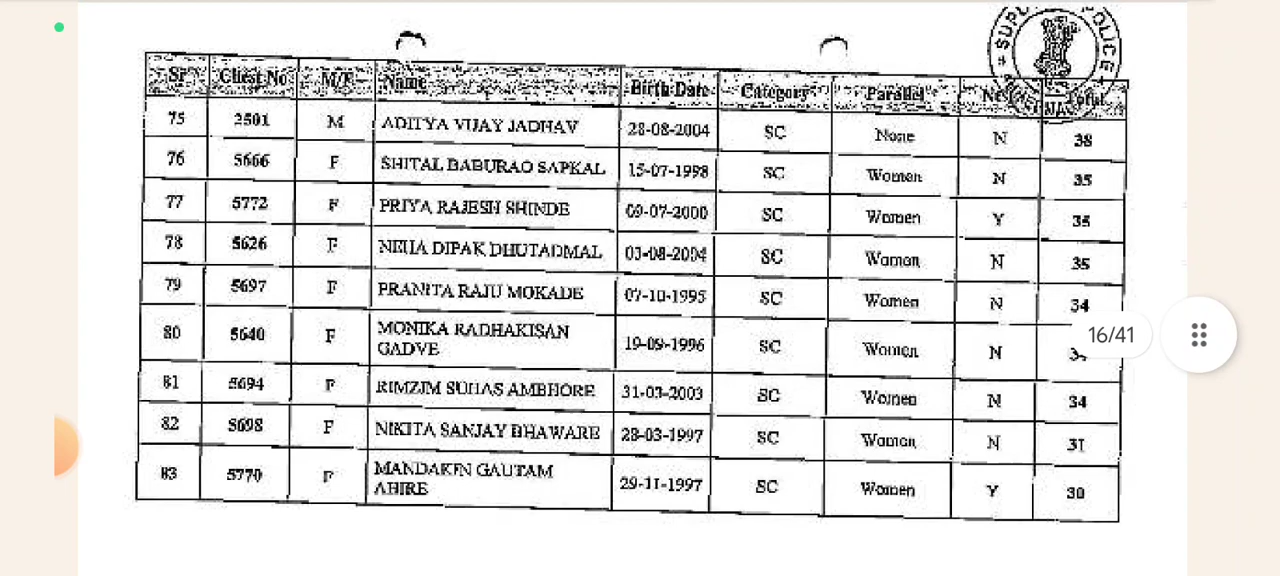 SUPD POLICE
Sr Chest No M/F Name Birth Date Category Parallel Total
75 2501 M ADITYA VIJAY JADHAV 28-08-2004 SC None N 38
76 5666 F SHITAL BABURAO SAPKAL 15-07-1998 SC Women N 35
77 5772 F PRIYA RAJESH SHINDE 09-07-2000 SC Women Y 35
78 5626 F NEHA DIPAK DHUTADMAL 03-08-2004 SC Women N 35
79 5697 F PRANITA RAJU MOKADE 07-10-1995 SC Women N 34
80 5640 F MONIKA RADHAKISAN
GADVE 19-09-1996 SC Women N
16/41
81 5694 F RIMZIM SUHAS AMBHORE 31-03-2003 SC Women N 34
82 5698 F NIKITA SANJAY BHAWARE 28-03-1997 SC Women N 31
83 5770 F MANDAKIN GAUTAM
AHIRE 29-11-1997 SC Women Y 30